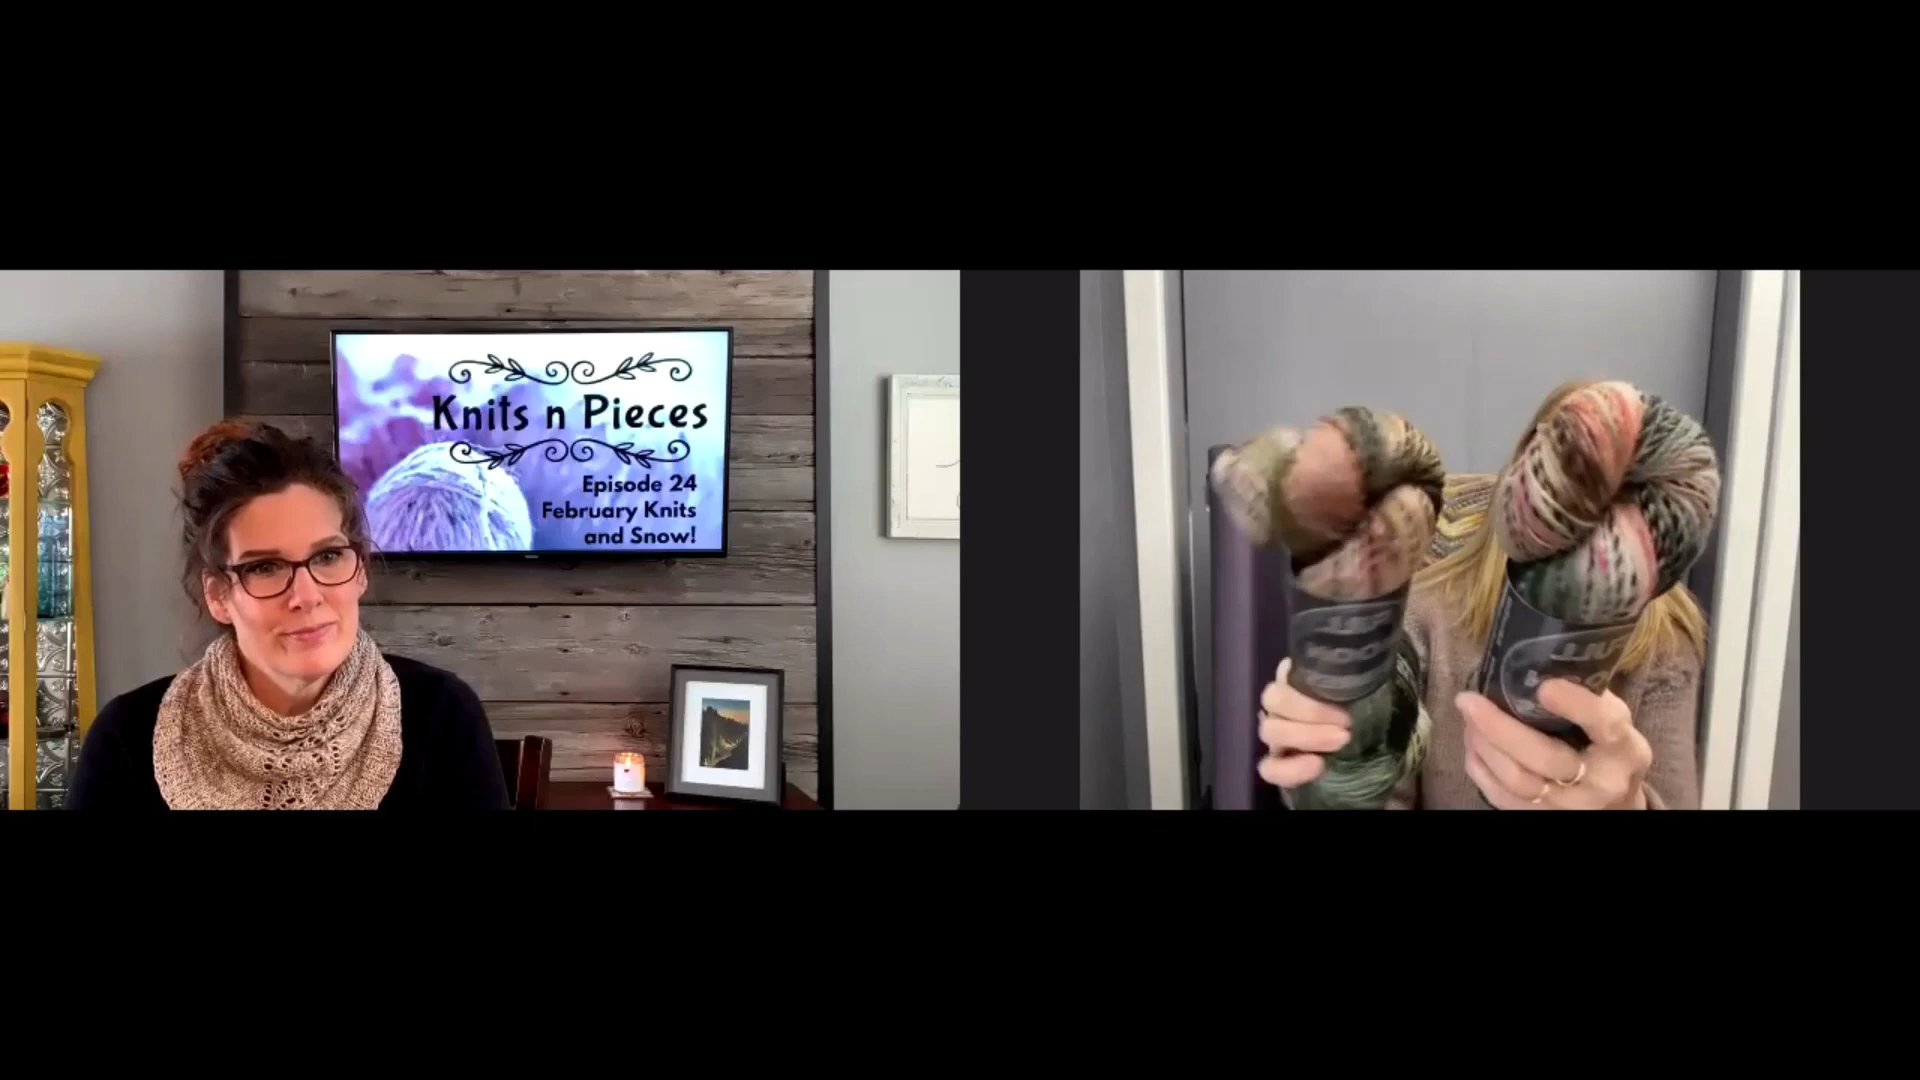 Knits n Pieces
Episode 24
February Knits
and Snow!